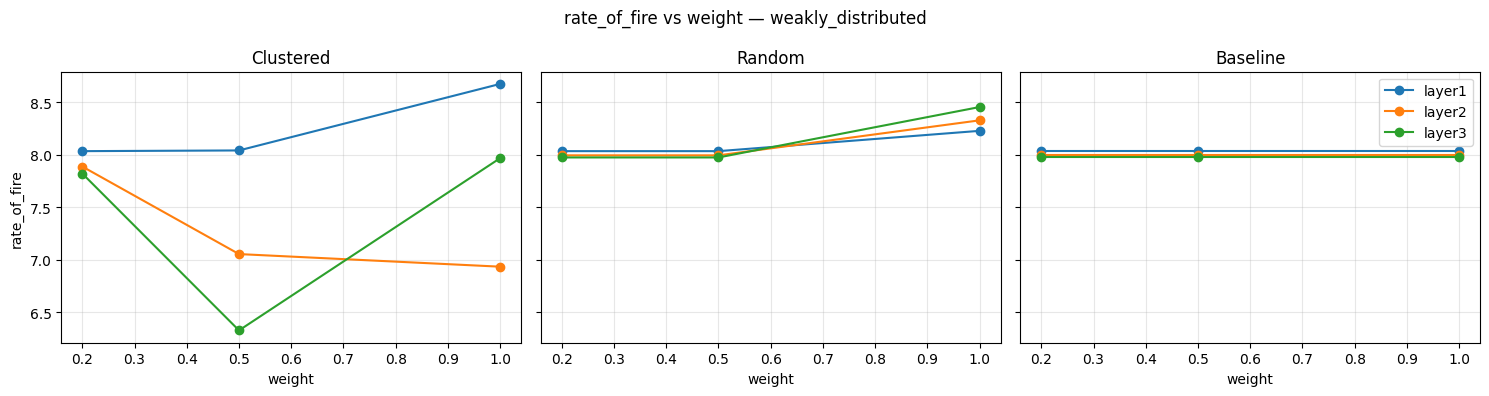 rate_of_fire vs weight — weakly_distributed
Clustered
Random
Baseline
rate_of_fire
8.5
8.0
7.5
7.0
6.5
layer1
layer2
layer3
0.2 0.3 0.4 0.5 0.6 0.7 0.8 0.9 1.0
0.2 0.3 0.4 0.5 0.6 0.7 0.8 0.9 1.0
0.2 0.3 0.4 0.5 0.6 0.7 0.8 0.9 1.0
weight
weight
weight